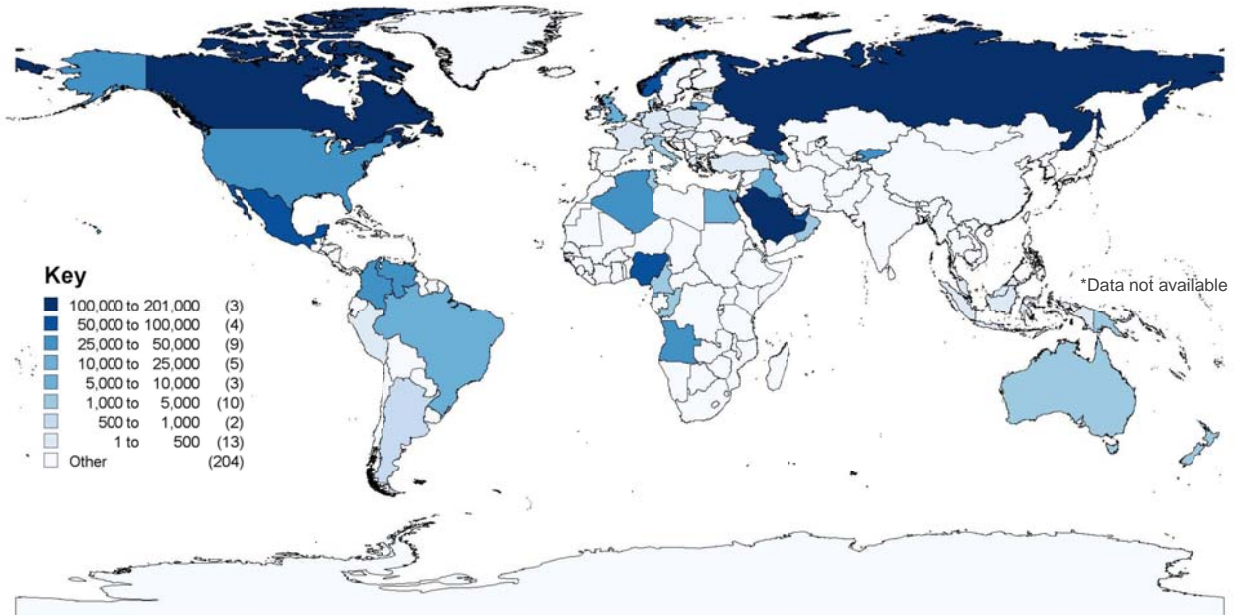 Key
100,000 to 201,000 (3)
50,000 to 100,000 (4)
25,000 to 50,000 (9)
10,000 to 25,000 (5)
5,000 to 10,000 (3)
1,000 to 5,000 (10)
500 to 1,000 (2)
1 to 500 (13)
Other (204)
*Data not available